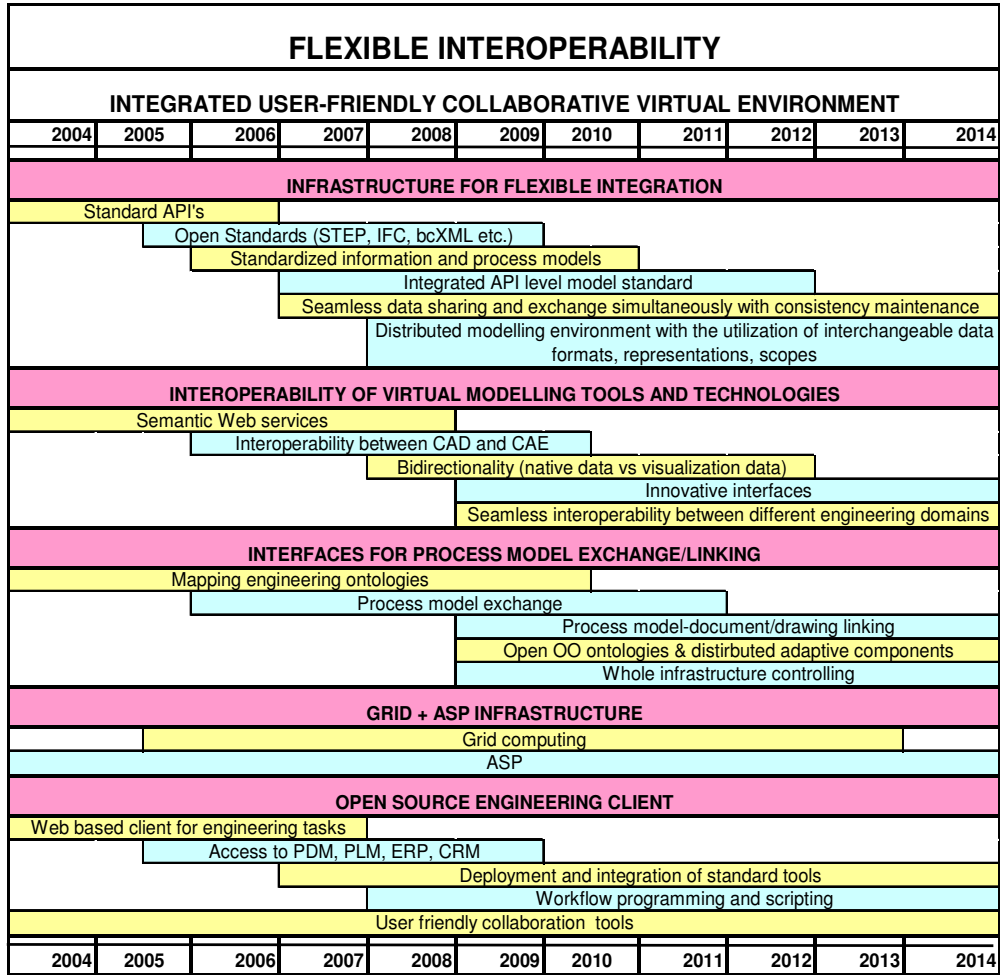 FLEXIBLE INTEROPERABILITY
INTEGRATED USER-FRIENDLY COLLABORATIVE VIRTUAL ENVIRONMENT
2004 2005 2006 2007 2008 2009 2010 2011 2012 2013 2014
INFRASTRUCTURE FOR FLEXIBLE INTEGRATION
Standard API's
Open Standards (STEP, IFC, bcXML etc.)
Standardized information and process models
Integrated API level model standard
Seamless data sharing and exchange simultaneously with consistency maintenance
Distributed modelling environment with the utilization of interchangeable data
formats, representations, scopes
INTEROPERABILITY OF VIRTUAL MODELLING TOOLS AND TECHNOLOGIES
Semantic Web services
Interoperability between CAD and CAE
Bidirectionality (native data vs visualization data)
Innovative interfaces
Seamless interoperability between different engineering domains
INTERFACES FOR PROCESS MODEL EXCHANGE/LINKING
Mapping engineering ontologies
Process model exchange
Process model-document/drawing linking
Open OO ontologies & distirbuted adaptive components
Whole infrastructure controlling
GRID + ASP INFRASTRUCTURE
Grid computing
ASP
OPEN SOURCE ENGINEERING CLIENT
Web based client for engineering tasks
Access to PDM, PLM, ERP, CRM
Deployment and integration of standard tools
Workflow programming and scripting
User friendly collaboration tools
2004 2005 2006 2007 2008 2009 2010 2011 2012 2013 2014